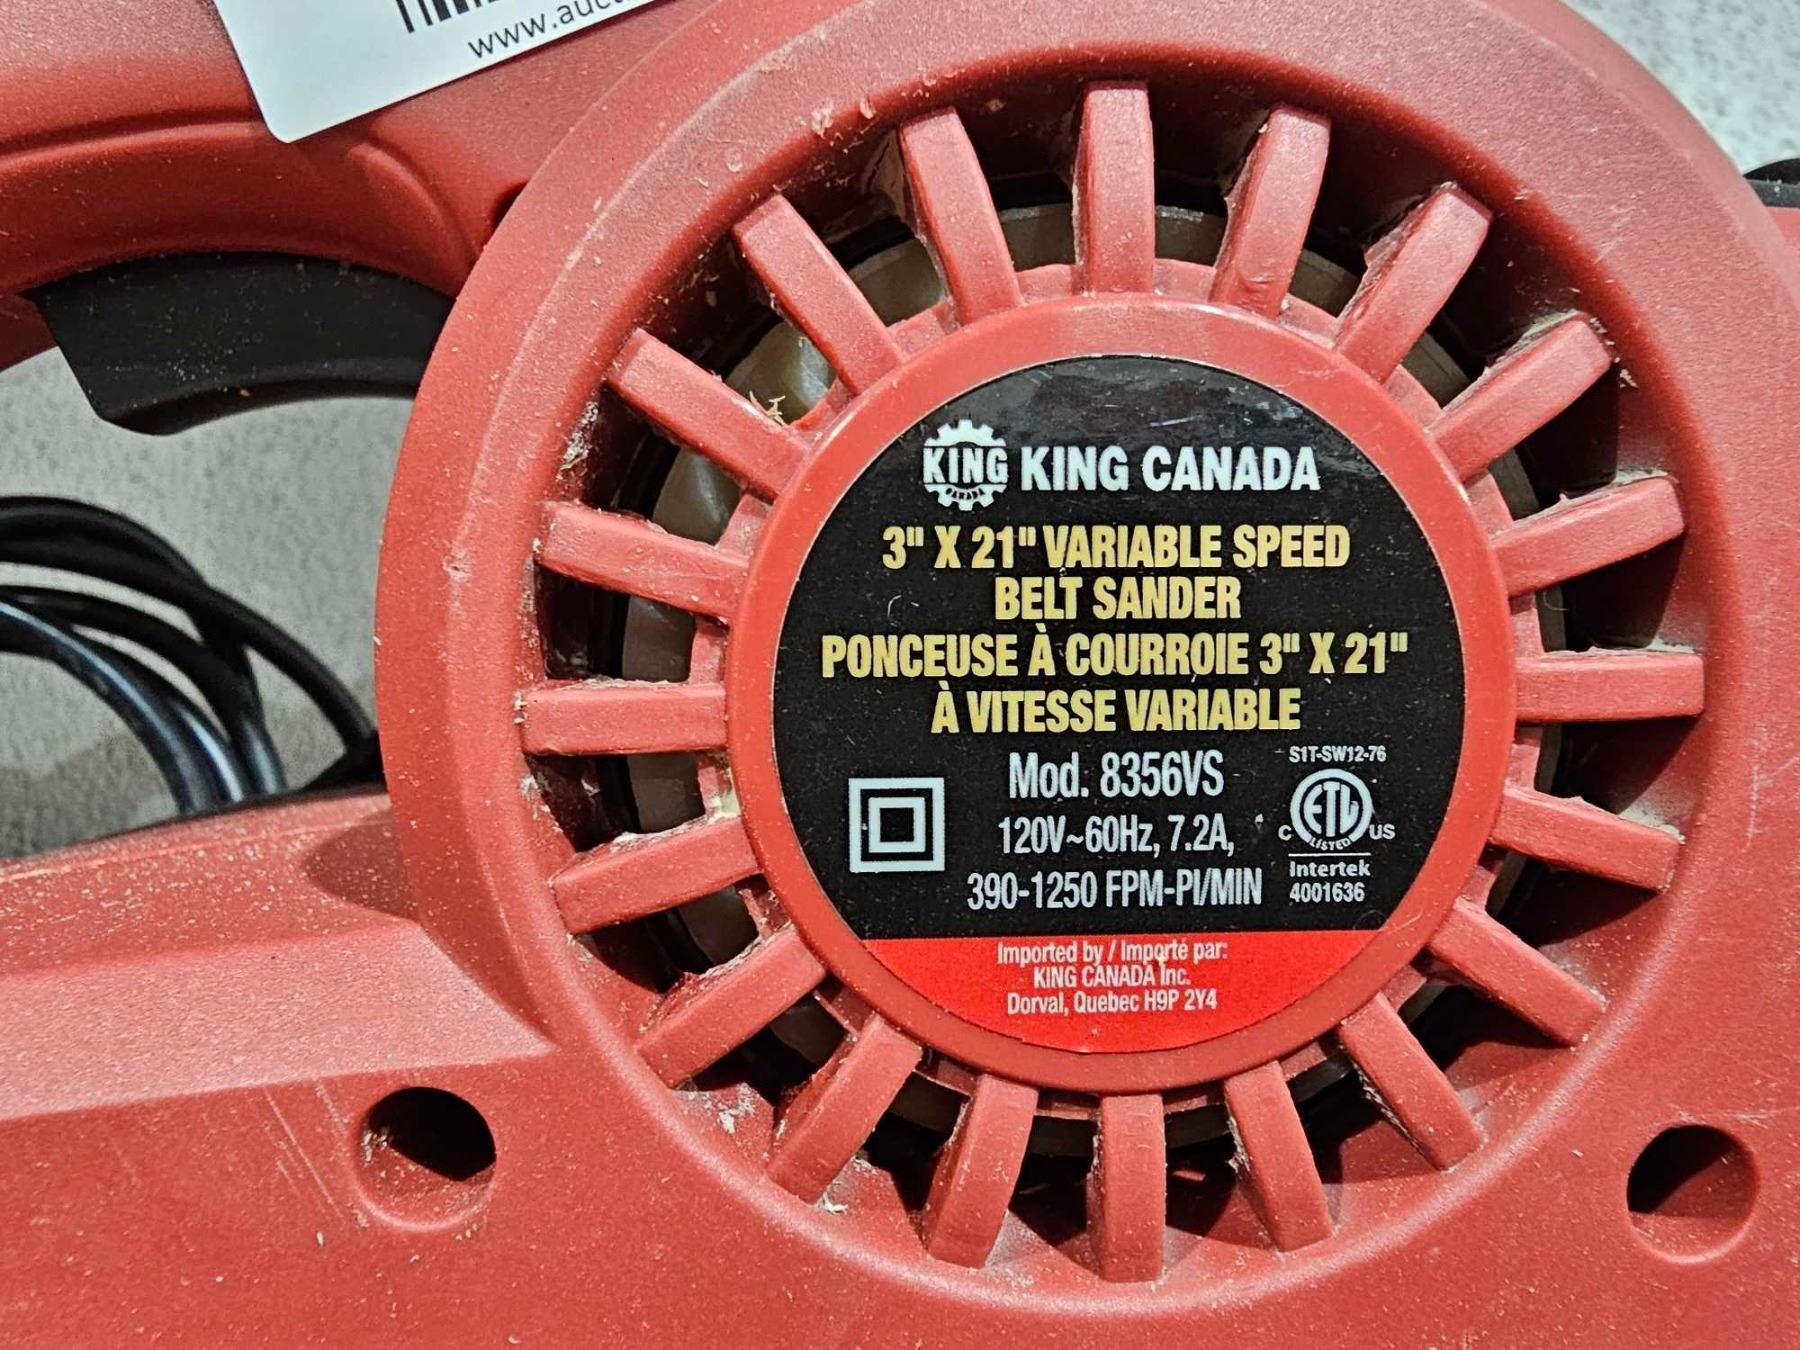 KING
CANADA
KING CANADA
3" X 21" VARIABLE SPEED
BELT SANDER
PONCEUSE À COURROIE 3" X 21"
À VITESSE VARIABLE
Mod. 8356VS
120V~60Hz, 7.2A,
390-1250 FPM-PI/MIN
S1T-SW12-76
ETL
C US
LISTED
Intertek
4001636
Imported by / Importé par:
KING CANADA Inc.
Dorval, Quebec H9P 2Y4